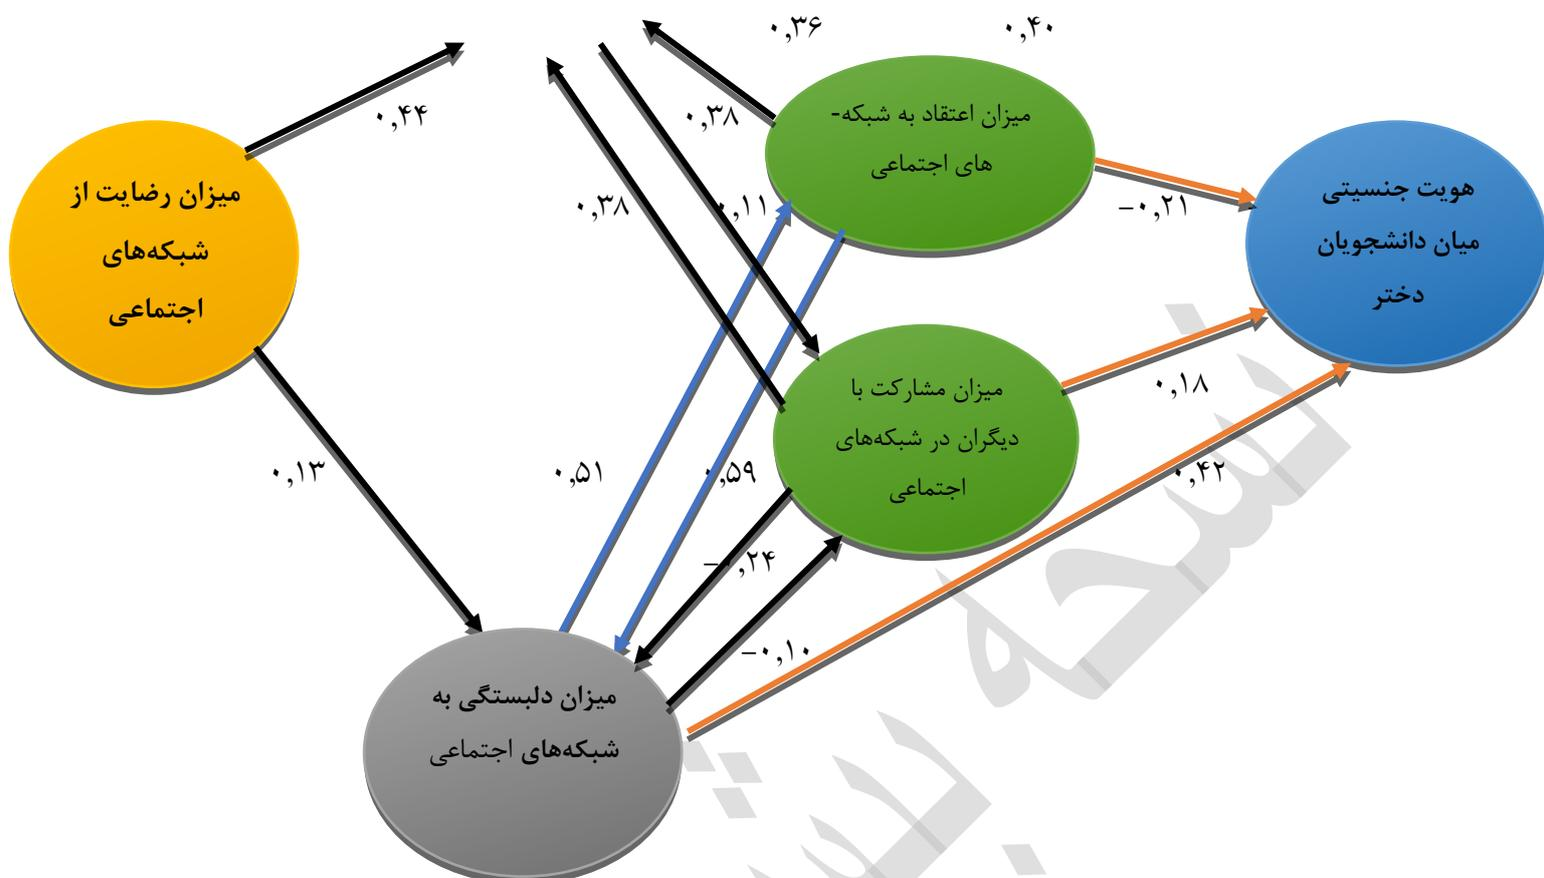 ۰,۳۶
۰,۴۰
۰,۴۴
۰,۳۸
میزان اعتقاد به شبکه-
های اجتماعی
۰,۳۸
۰,۱۱
-۰,۲۱
هویت جنسیتی
میان دانشجویان
دختر
میزان رضایت از
شبکه‌های
اجتماعی
میزان مشارکت با
دیگران در شبکه‌های
اجتماعی
۰,۱۸
۰,۱۳
۰,۵۱
۰,۵۹
۰,۴۲
-۰,۲۴
-۰,۱۰
میزان دلبستگی به
شبکه‌های اجتماعی